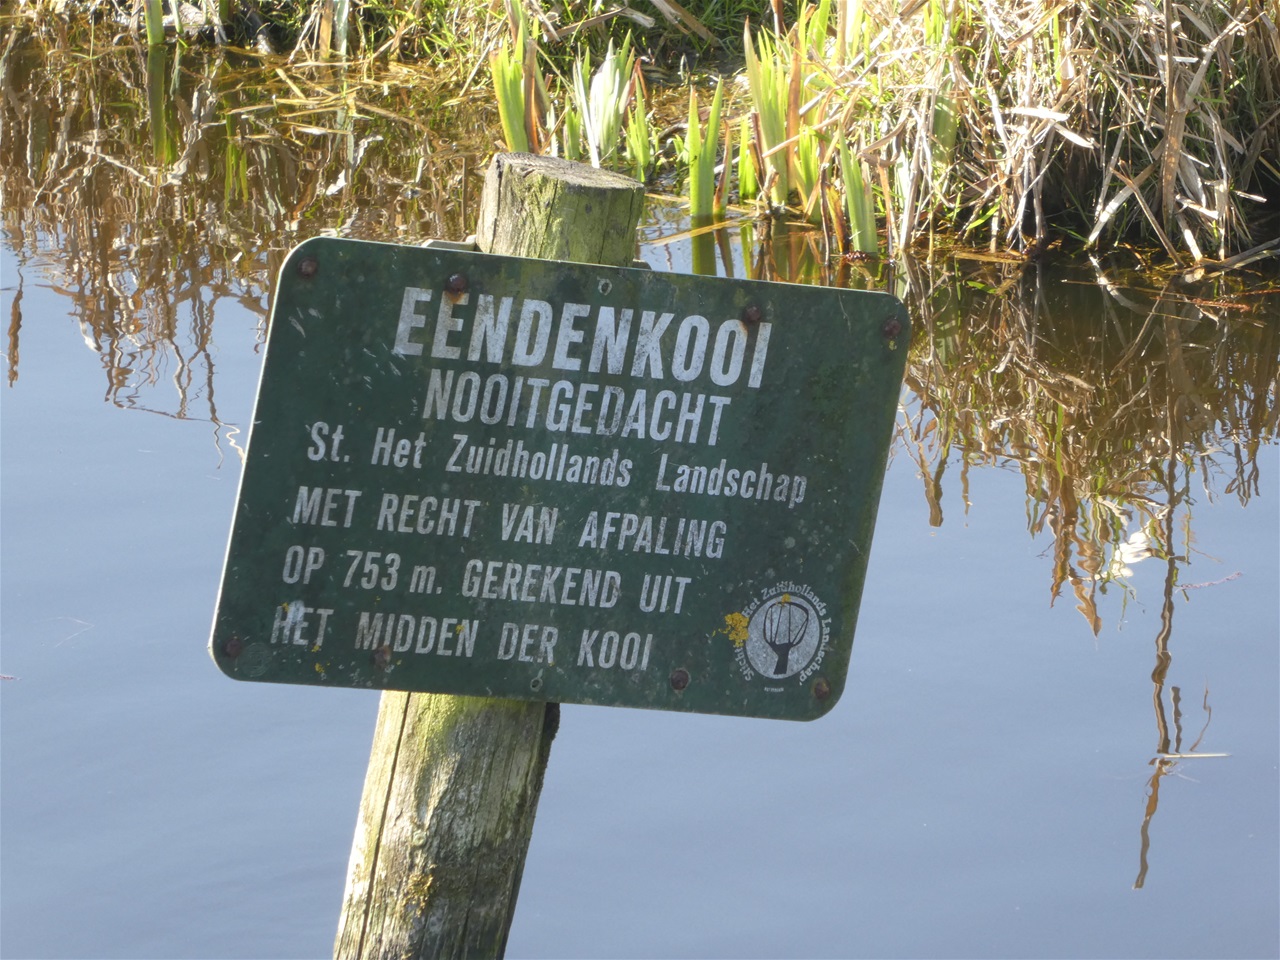 EENDENKOOI
NOOITGEDACHT
St. Het Zuidhollands Landschap
MET RECHT VAN AFPALING
OP 753 m. GEREKEND UIT
HET MIDDEN DER KOOI
Het Zuidhollands Landschap